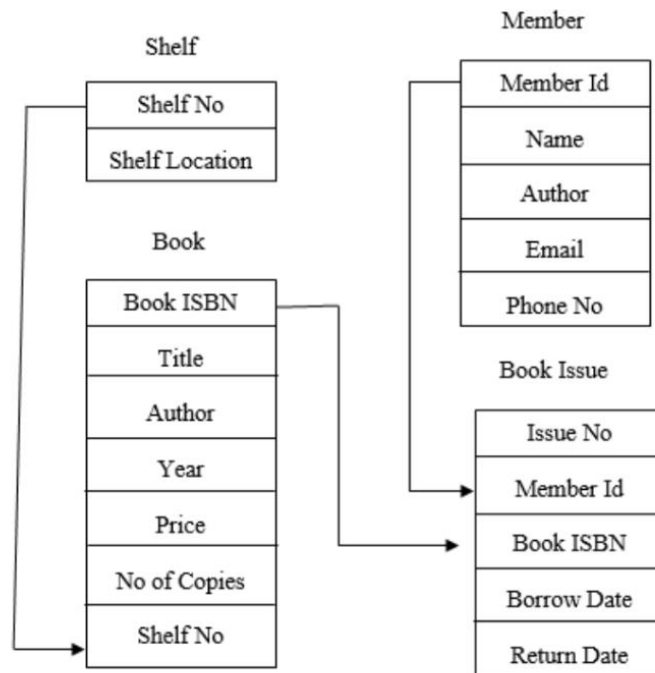 Shelf
Shelf No
Shelf Location
Book
Book ISBN
Title
Author
Year
Price
No of Copies
Shelf No
Member
Member Id
Name
Author
Email
Phone No
Book Issue
Issue No
Member Id
Book ISBN
Borrow Date
Return Date